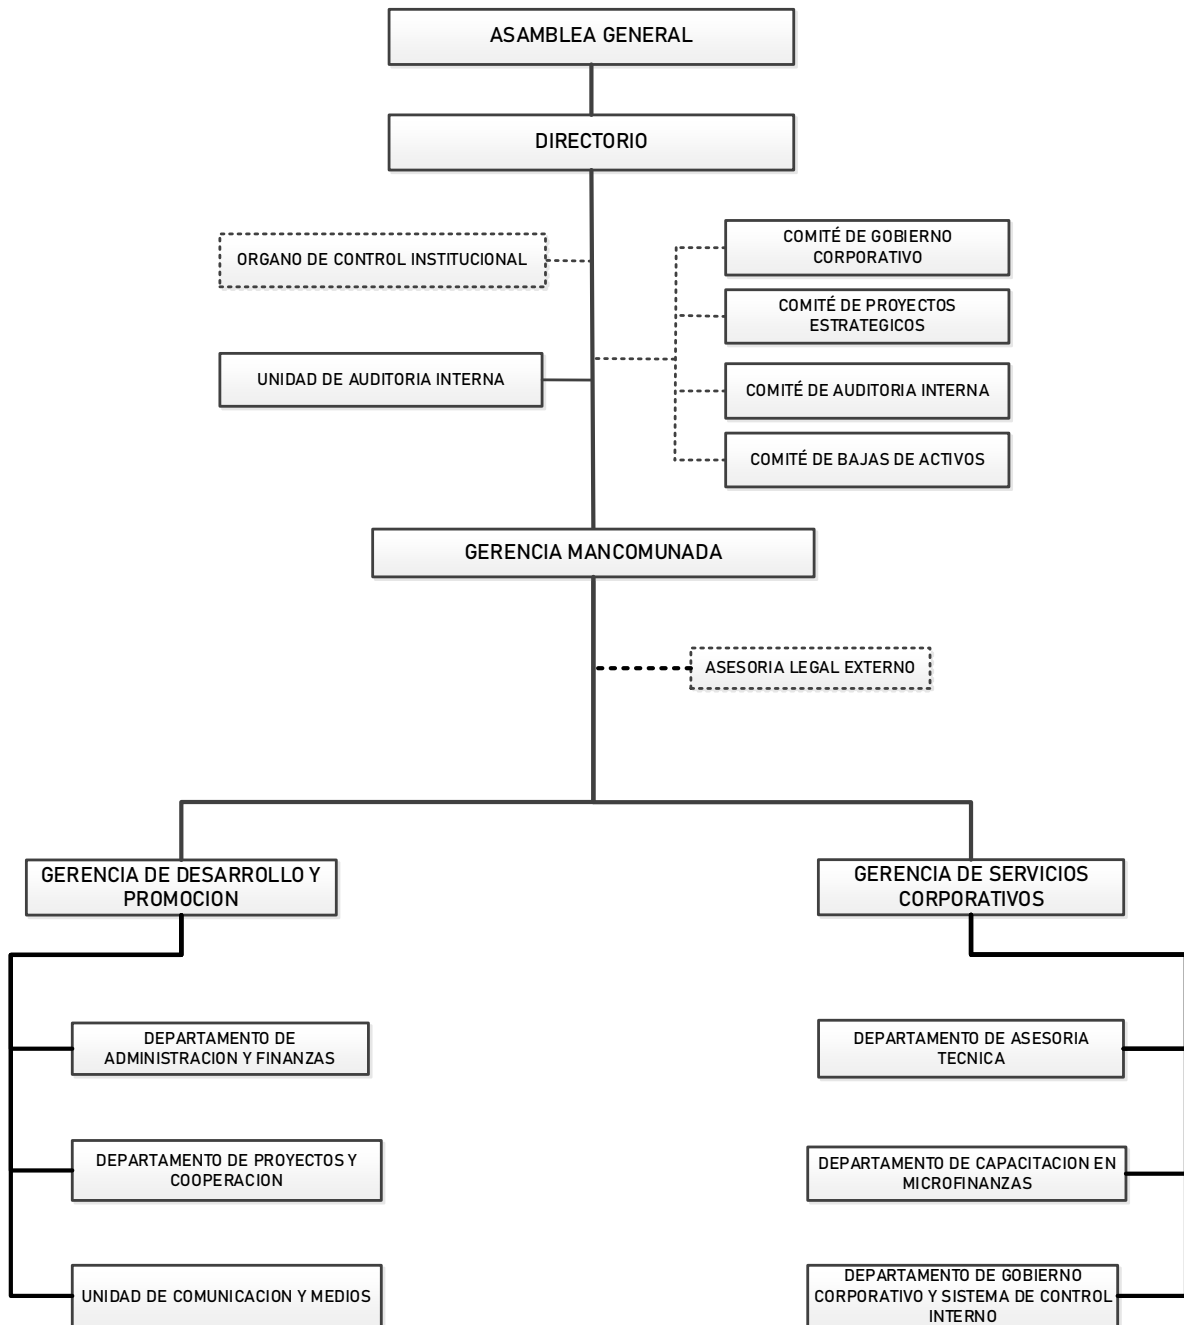 ASAMBLEA GENERAL
DIRECTORIO
ORGANO DE CONTROL INSTITUCIONAL
COMITÉ DE GOBIERNO
CORPORATIVO
COMITÉ DE PROYECTOS
ESTRATEGICOS
UNIDAD DE AUDITORIA INTERNA
COMITÉ DE AUDITORIA INTERNA
COMITÉ DE BAJAS DE ACTIVOS
GERENCIA MANCOMUNADA
ASESORIA LEGAL EXTERNO
GERENCIA DE DESARROLLO Y
PROMOCION
GERENCIA DE SERVICIOS
CORPORATIVOS
DEPARTAMENTO DE
ADMINISTRACION Y FINANZAS
DEPARTAMENTO DE ASESORIA
TECNICA
DEPARTAMENTO DE PROYECTOS Y
COOPERACION
DEPARTAMENTO DE CAPACITACION EN
MICROFINANZAS
UNIDAD DE COMUNICACION Y MEDIOS
DEPARTAMENTO DE GOBIERNO
CORPORATIVO Y SISTEMA DE CONTROL
INTERNO